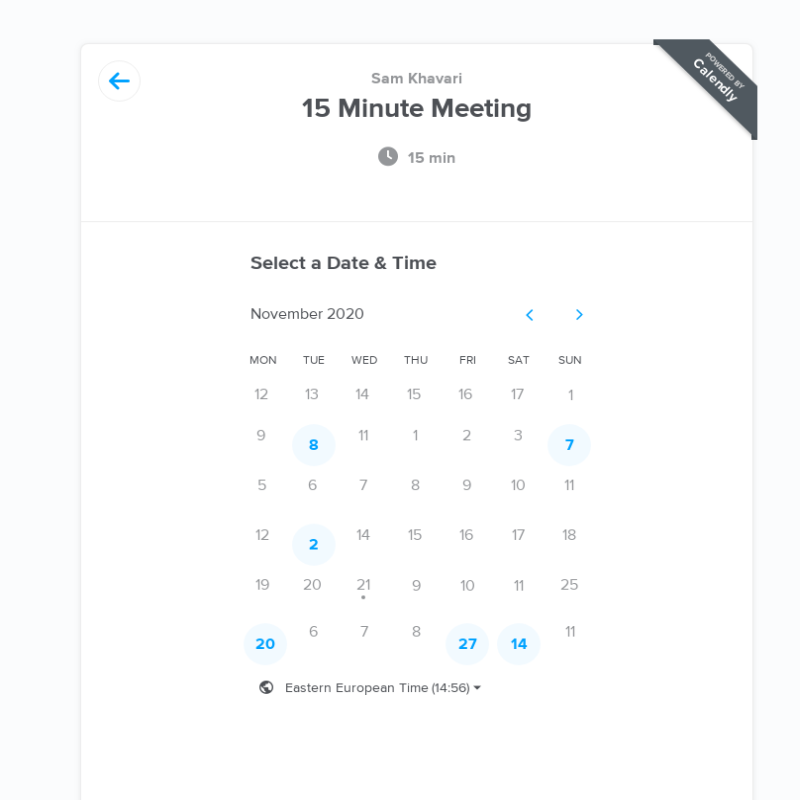 Sam Khavari
15 Minute Meeting
POWERED BY
Calendly
15 min
Select a Date & Time
November 2020
MON TUE WED THU FRI SAT SUN
12 13 14 15 16 17 1
9 8 11 1 2 3 7
5 6 7 8 9 10 11
12 2 14 15 16 17 18
19 20 21 9 10 11 25
20 6 7 8 27 14 11
Eastern European Time (14:56)